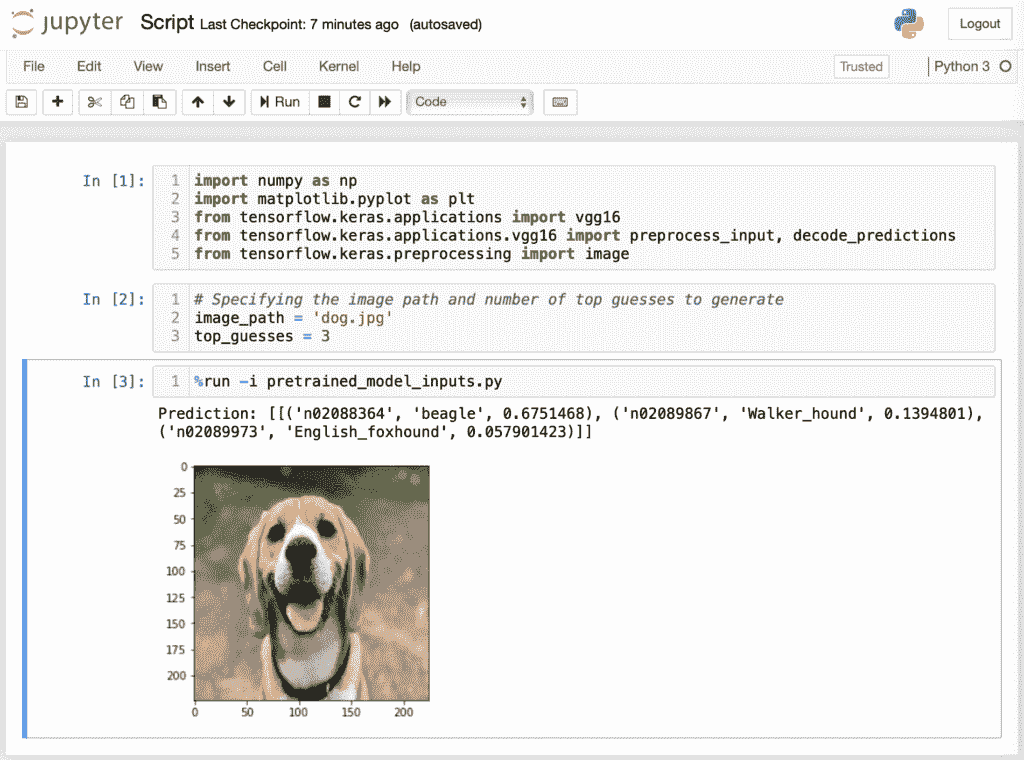 jupyter Script Last Checkpoint: 7 minutes ago (autosaved)
Logout
File Edit View Insert Cell Kernel Help
Trusted
Python 3
Run
Code
In [1]:
1 import numpy as np
2 import matplotlib.pyplot as plt
3 from tensorflow.keras.applications import vgg16
4 from tensorflow.keras.applications.vgg16 import preprocess_input, decode_predictions
5 from tensorflow.keras.preprocessing import image
In [2]:
1 # Specifying the image path and number of top guesses to generate
2 image_path = 'dog.jpg'
3 top_guesses = 3
In [3]:
1 %run -i pretrained_model_inputs.py
Prediction: [[('n02088364', 'beagle', 0.6751468), ('n02089867', 'Walker_hound', 0.1394801),
('n02089973', 'English_foxhound', 0.057901423)]]
0
25
50
75
100
125
150
175
200
0 50 100 150 200